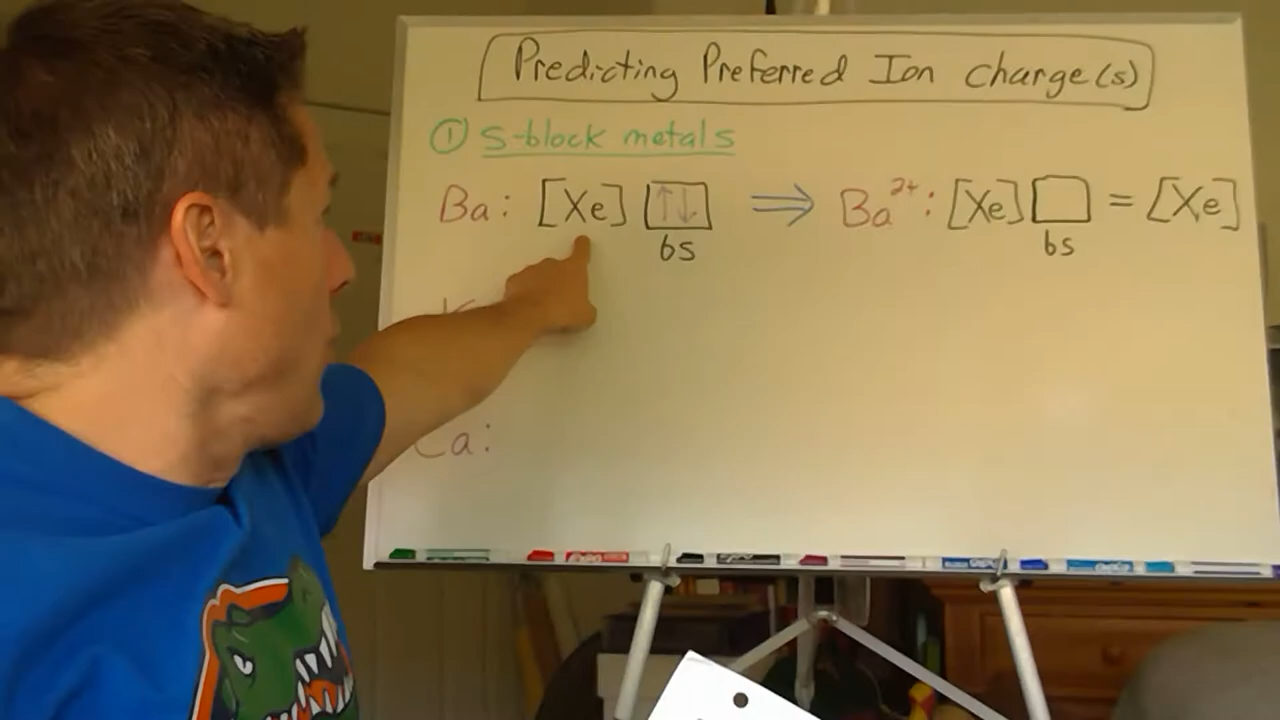 Predicting Preferred Ion Charge(s)
① s-block metals
Ba: [Xe] [↑↓] ⇒ Ba²⁺: [Xe] [ ] = [Xe]
6s 6s
Ca: